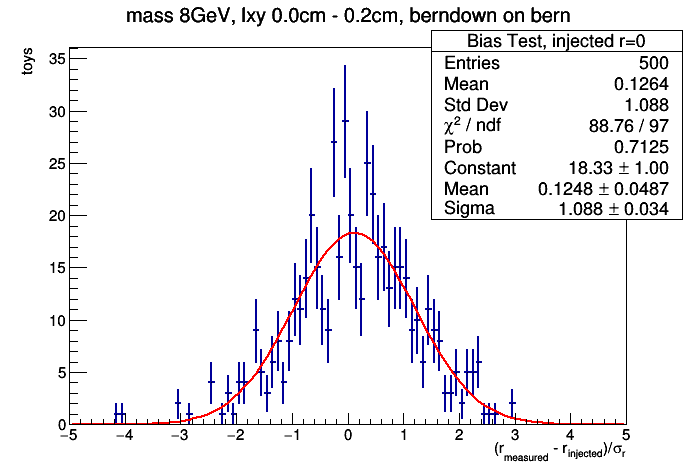 mass 8GeV, lxy 0.0cm - 0.2cm, berndown on bern
Bias Test, injected r=0
Entries 500
Mean 0.1264
Std Dev 1.088
χ² / ndf 88.76 / 97
Prob 0.7125
Constant 18.33 ± 1.00
Mean 0.1248 ± 0.0487
Sigma 1.088 ± 0.034
toys
35
30
25
20
15
10
5
0
−5 −4 −3 −2 −1 0 1 2 3 4 5
(r_measured - r_injected)/σ_r